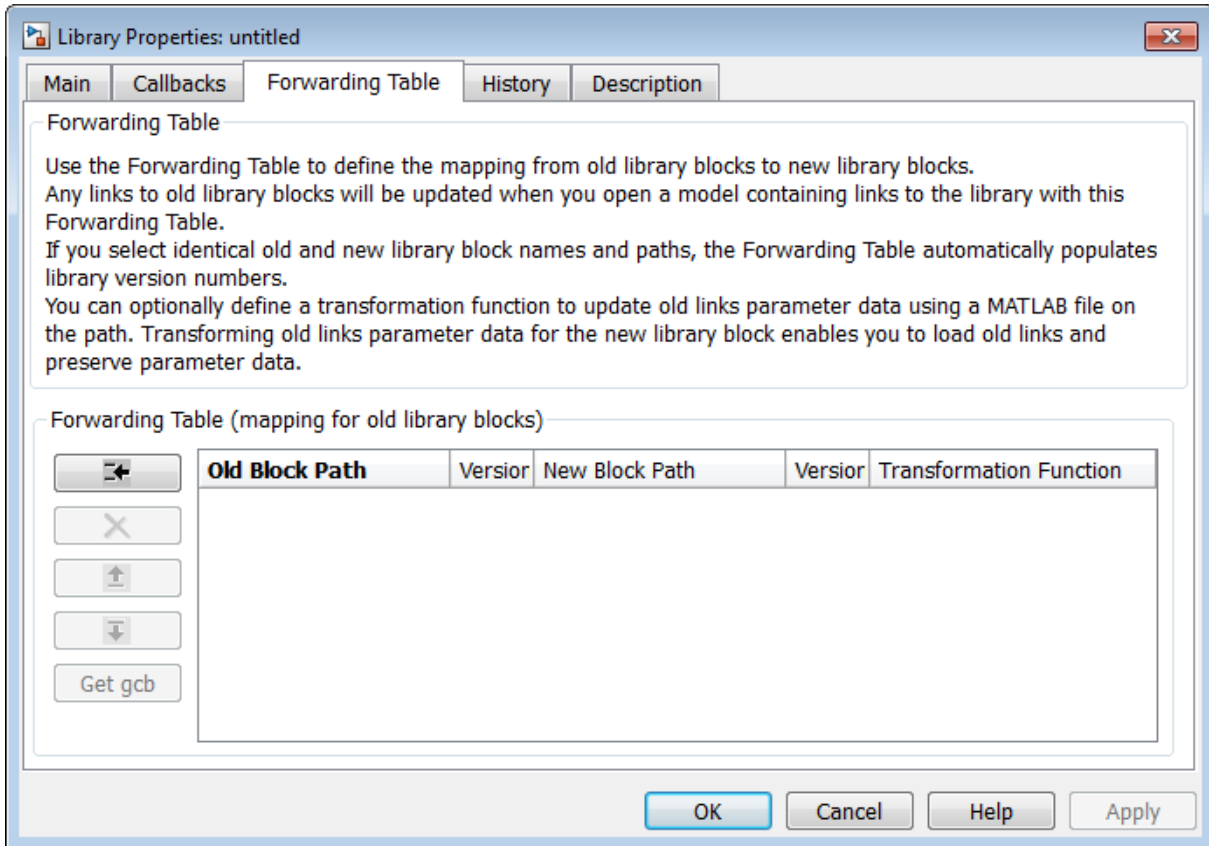 Library Properties: untitled
Main Callbacks Forwarding Table History Description
Forwarding Table
Use the Forwarding Table to define the mapping from old library blocks to new library blocks.
Any links to old library blocks will be updated when you open a model containing links to the library with this
Forwarding Table.
If you select identical old and new library block names and paths, the Forwarding Table automatically populates
library version numbers.
You can optionally define a transformation function to update old links parameter data using a MATLAB file on
the path. Transforming old links parameter data for the new library block enables you to load old links and
preserve parameter data.
Forwarding Table (mapping for old library blocks)
Old Block Path Version New Block Path Version Transformation Function
Get gcb
OK Cancel Help Apply